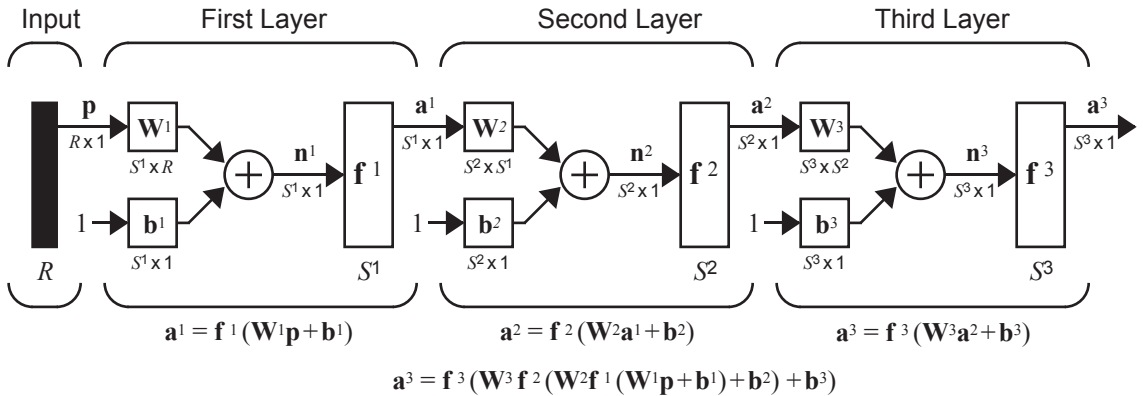 Input First Layer Second Layer Third Layer
p a¹ a² a³
W¹ W² W³
R x 1 S¹ x 1 S² x 1 S³ x 1
S¹ x R S² x S¹ S³ x S²
n¹ n² n³
+ f ¹ + f ² + f ³
S¹ x 1 S² x 1 S³ x 1
1 b¹ 1 b² 1 b³
S¹ x 1 S² x 1 S³ x 1
R S¹ S² S³
a¹ = f ¹ (W¹p + b¹) a² = f ² (W²a¹ + b²) a³ = f ³ (W³a² + b³)
a³ = f ³ (W³ f ² (W²f ¹ (W¹p + b¹) + b²) + b³)